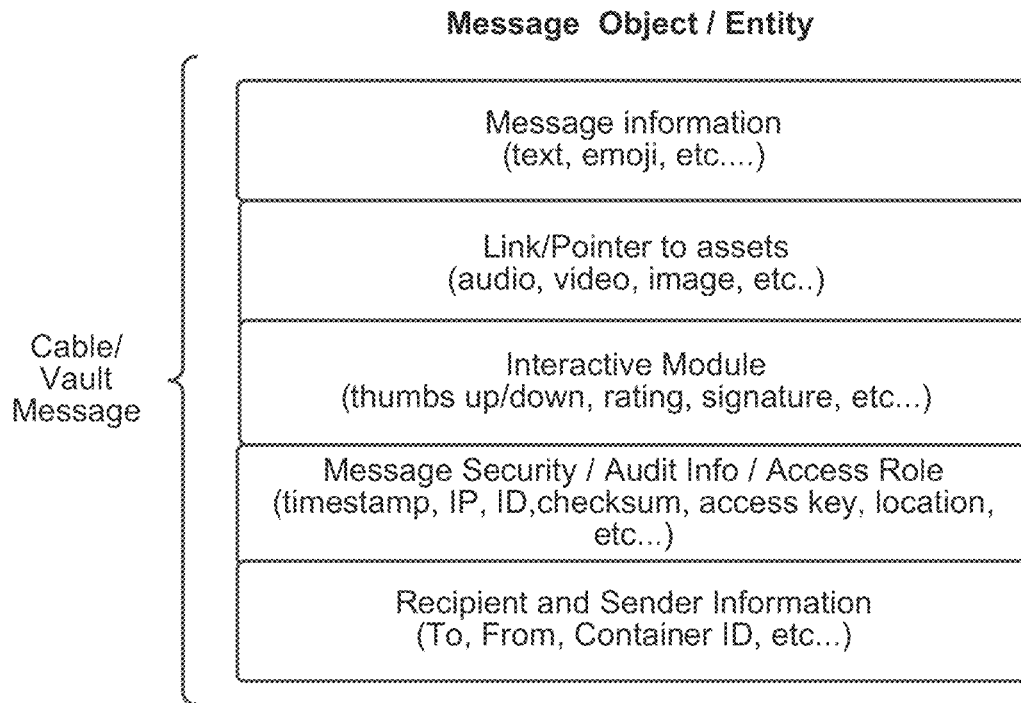 Message Object / Entity
Message information
(text, emoji, etc....)
Link/Pointer to assets
(audio, video, image, etc..)
Interactive Module
(thumbs up/down, rating, signature, etc...)
Cable/
Vault
Message
Message Security / Audit Info / Access Role
(timestamp, IP, ID,checksum, access key, location,
etc...)
Recipient and Sender Information
(To, From, Container ID, etc...)